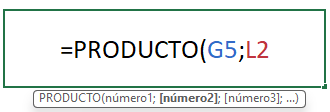 =PRODUCTO(G5;L2
PRODUCTO(número1; [número2]; [número3]; ...)